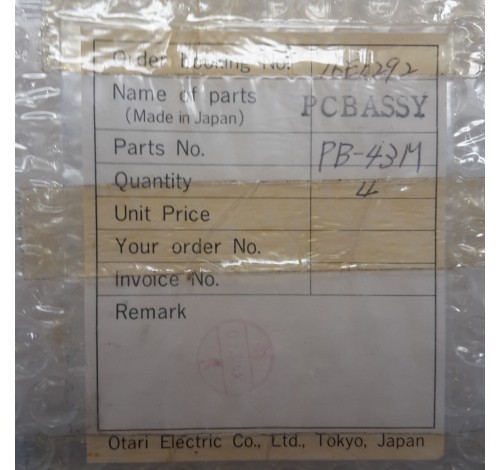 Order Booking No.
Name of parts PCBASSY
(Made in Japan)
Parts No. PB-43M
Quantity 4
Unit Price
Your order No.
Invoice No.
Remark
Otari Electric Co., Ltd., Tokyo, Japan